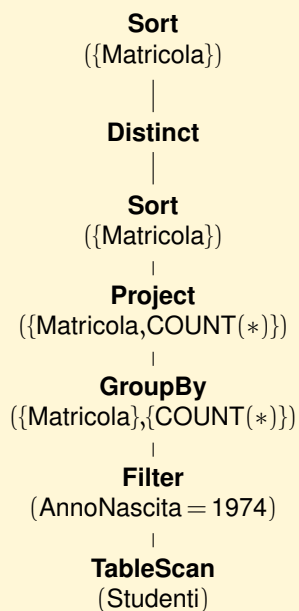 Sort
({Matricola})
Distinct
Sort
({Matricola})
Project
({Matricola,COUNT(∗)})
GroupBy
({Matricola},{COUNT(∗)})
Filter
(AnnoNascita = 1974)
TableScan
(Studenti)